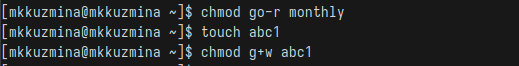 [mkkuzmina@mkkuzmina ~]$ chmod go-r monthly
[mkkuzmina@mkkuzmina ~]$ touch abc1
[mkkuzmina@mkkuzmina ~]$ chmod g+w abc1